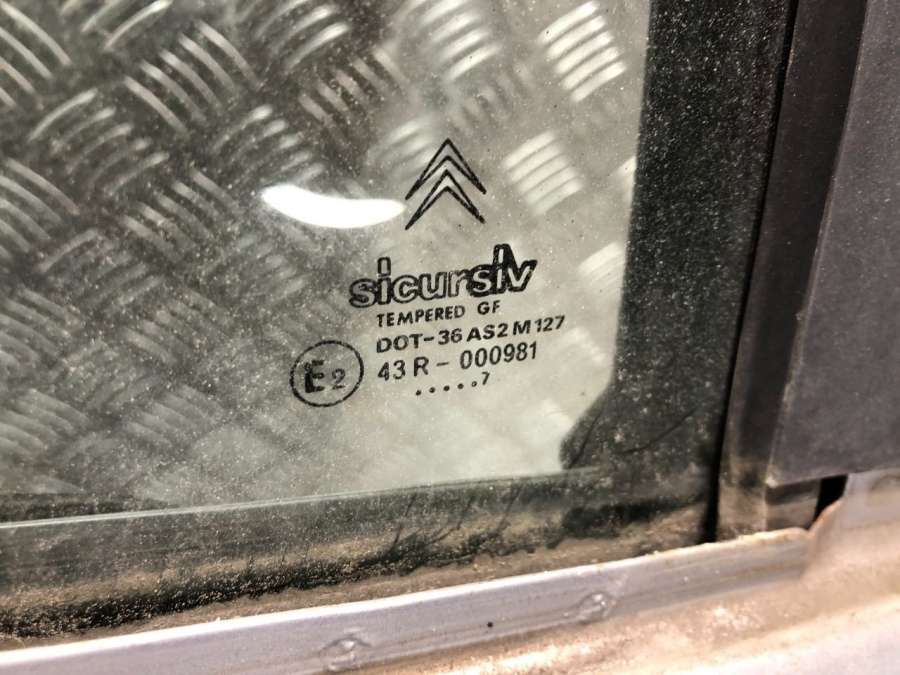 sicursiv
TEMPERED GF
DOT-36 AS2 M127
E2 43 R - 000981
.....7